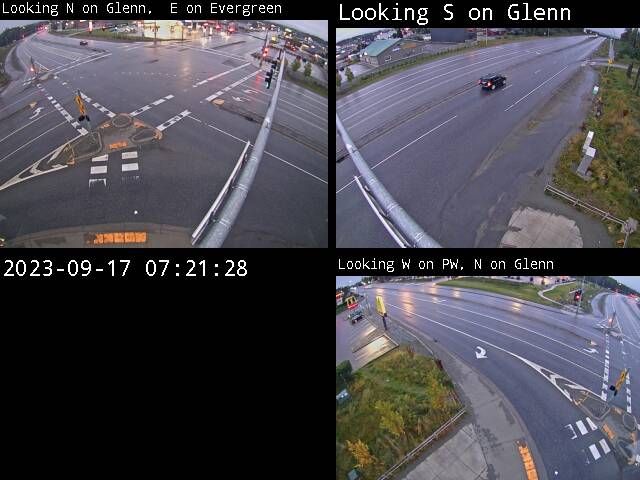 Looking N on Glenn,  E on Evergreen
Looking S on Glenn
2023-09-17 07:21:28
Looking W on PW, N on Glenn